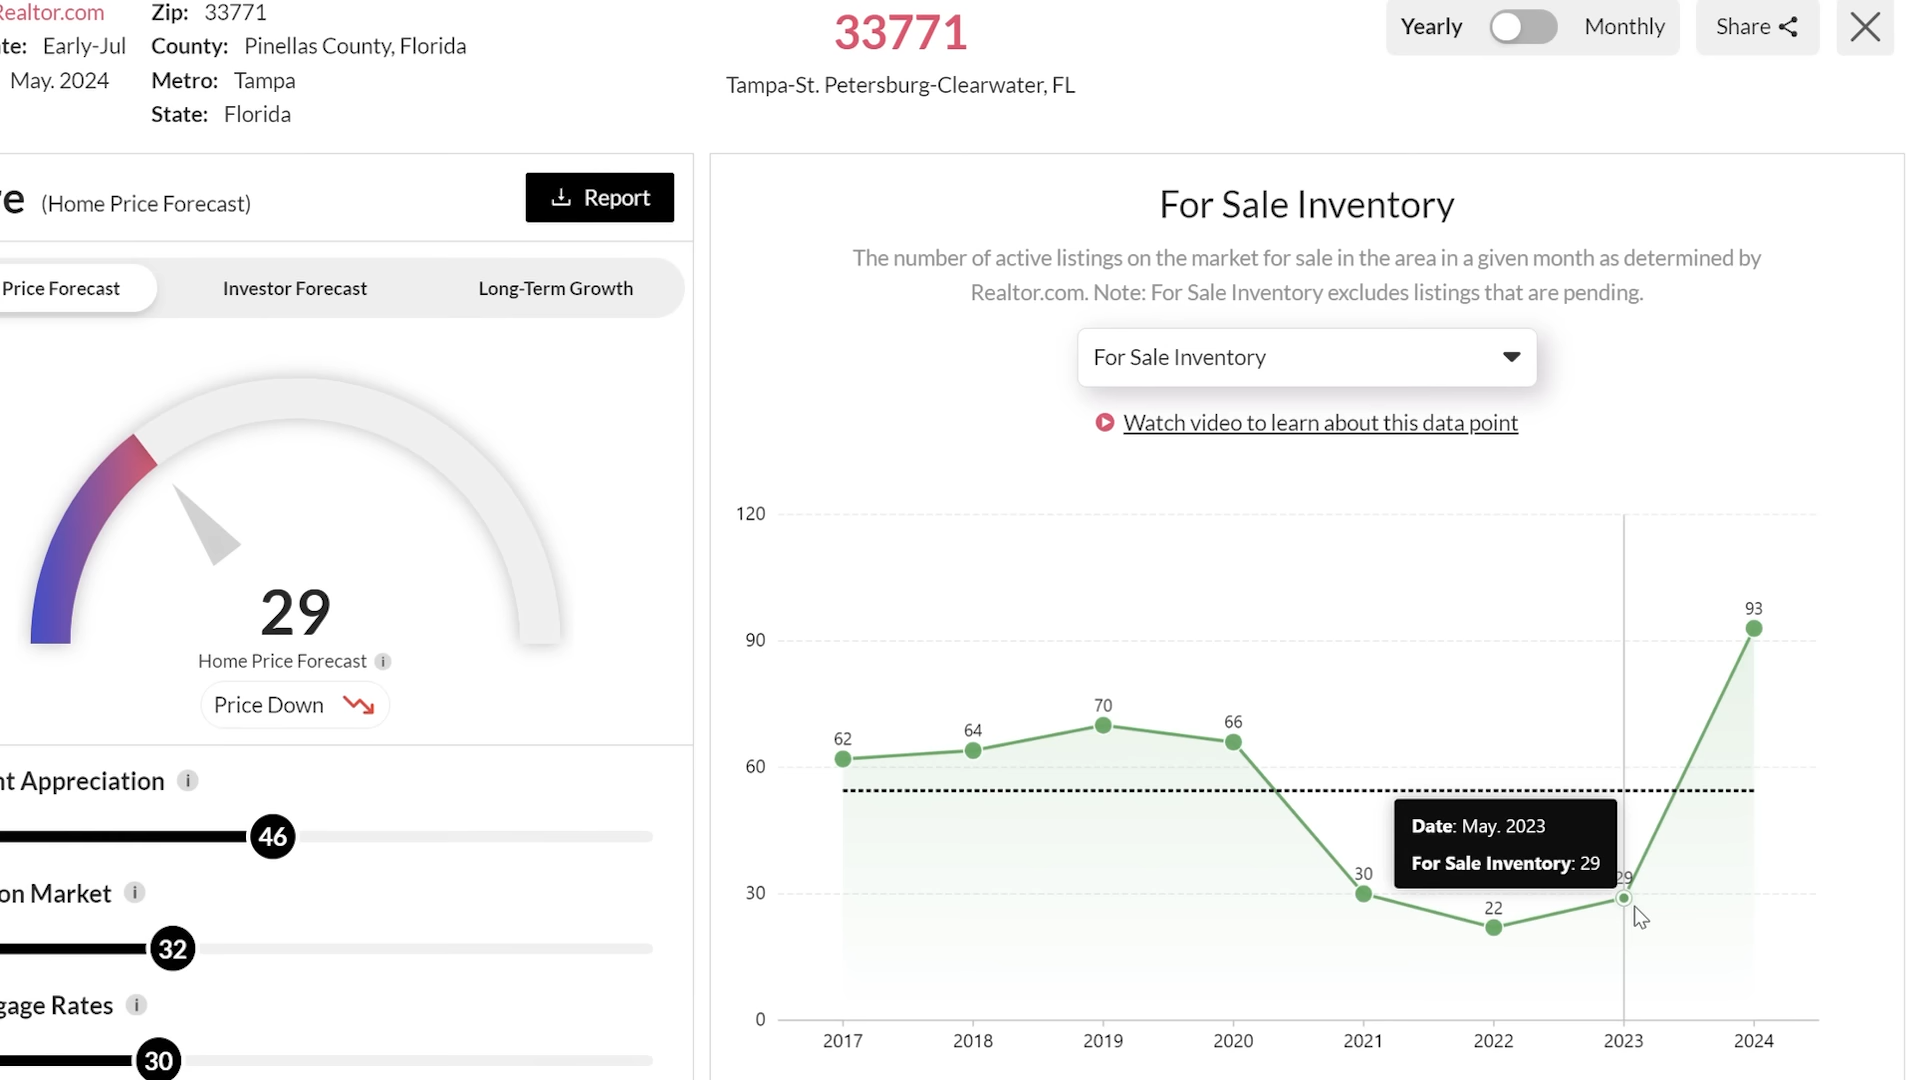 Realtor.com
te: Early-Jul
May. 2024
Zip: 33771
County: Pinellas County, Florida
Metro: Tampa
State: Florida
33771
Tampa-St. Petersburg-Clearwater, FL
Yearly
Monthly
Share
re (Home Price Forecast)
Report
Price Forecast
Investor Forecast
Long-Term Growth
29
Home Price Forecast i
Price Down
nt Appreciation i
46
on Market i
32
gage Rates i
30
For Sale Inventory
The number of active listings on the market for sale in the area in a given month as determined by
Realtor.com. Note: For Sale Inventory excludes listings that are pending.
For Sale Inventory
Watch video to learn about this data point
120
90
60
30
0
62
64
70
66
30
22
29
93
Date: May. 2023
For Sale Inventory: 29
2017
2018
2019
2020
2021
2022
2023
2024